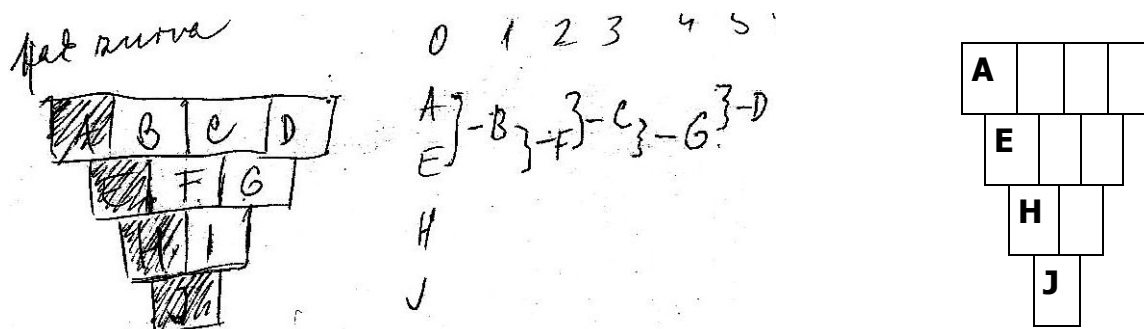 0 1 2 3 4 5
A B C D
E F G
H I
J
A
E } - B } - F } - C } - G } - D
H
J
A
E
H
J